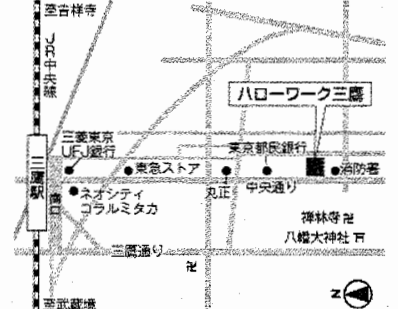 至吉祥寺
JR中央線
ハローワーク三鷹
三菱東京
UFJ銀行
東京都民銀行
三鷹駅
南口
東急ストア
丸正
中央通り
消防署
ネオシティ
コラルミタカ
禅林寺卍
八幡大神社
三鷹通り
卍
至武蔵境
N